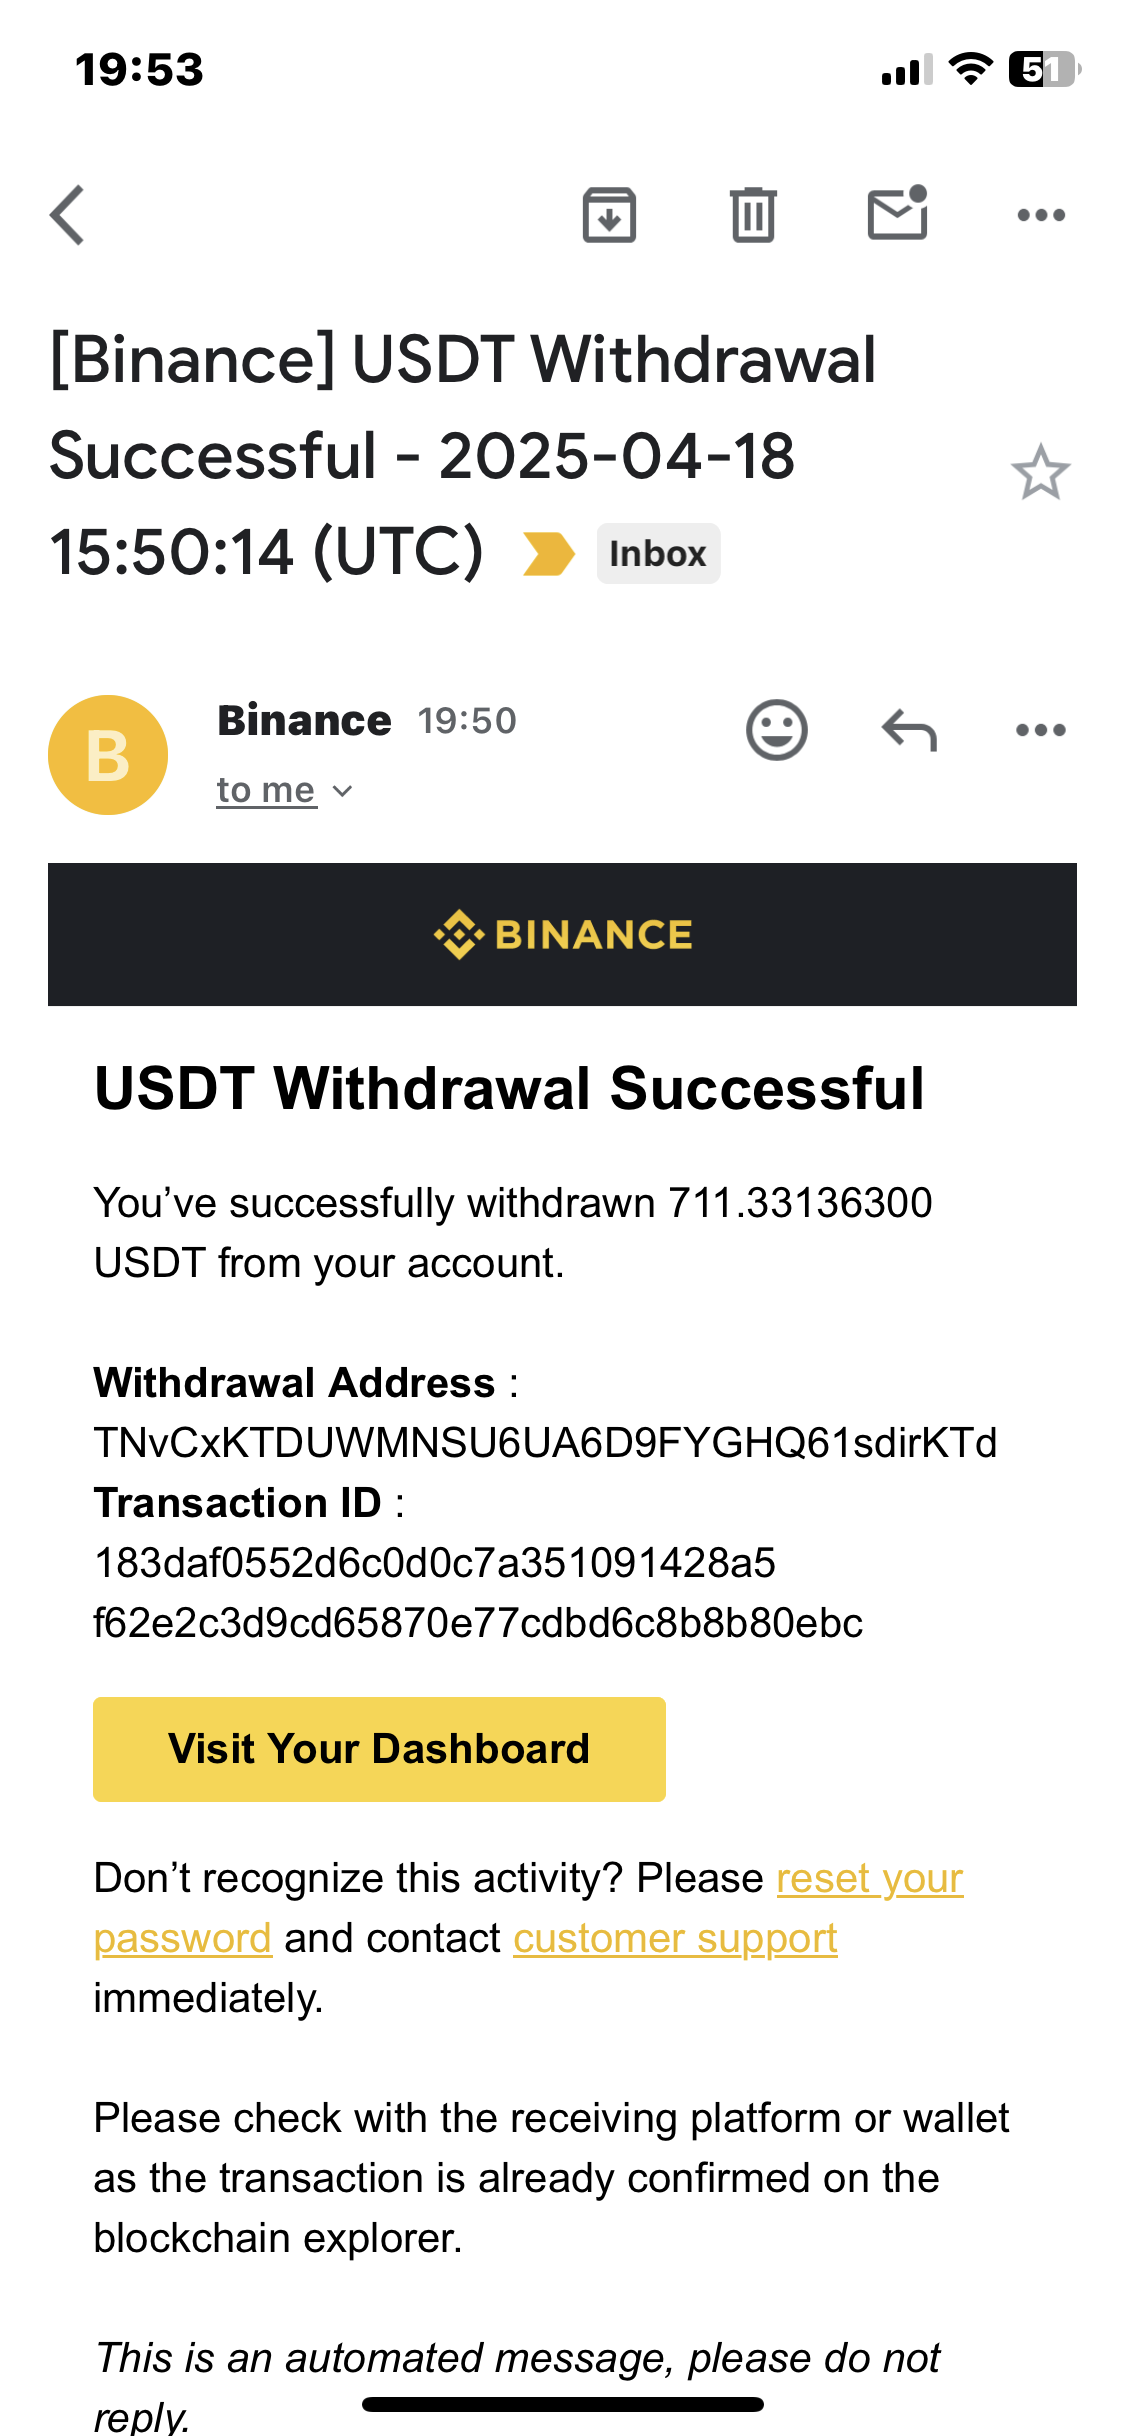 19:53
51
[Binance] USDT Withdrawal
Successful - 2025-04-18
15:50:14 (UTC) Inbox
B
Binance 19:50
to me
BINANCE
USDT Withdrawal Successful
You’ve successfully withdrawn 711.33136300
USDT from your account.
Withdrawal Address :
TNvCxKTDUWMNSU6UA6D9FYGHQ61sdirKTd
Transaction ID :
183daf0552d6c0d0c7a351091428a5
f62e2c3d9cd65870e77cdbd6c8b8b80ebc
Visit Your Dashboard
Don’t recognize this activity? Please reset your
password and contact customer support
immediately.
Please check with the receiving platform or wallet
as the transaction is already confirmed on the
blockchain explorer.
This is an automated message, please do not
reply.